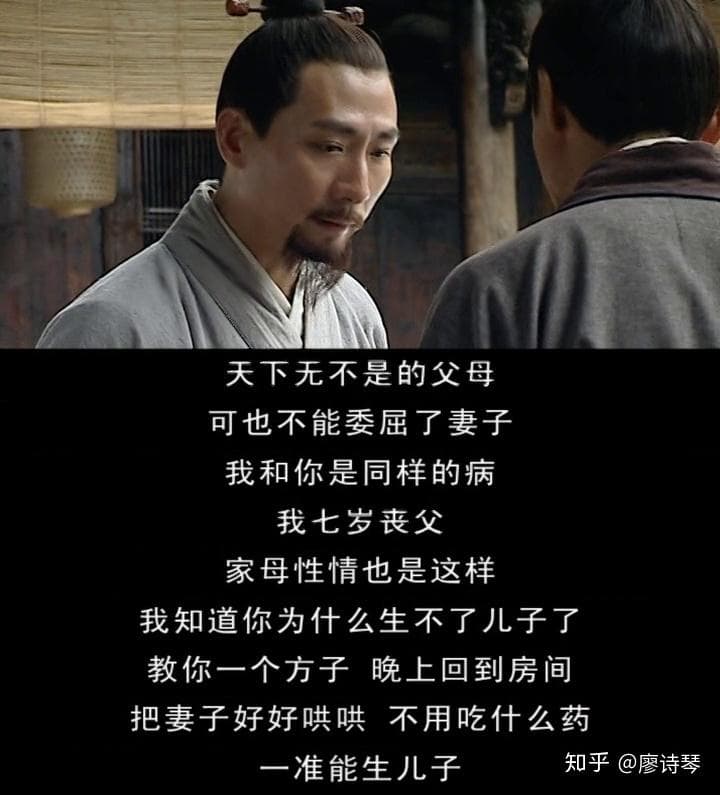 天下无不是的父母
可也不能委屈了妻子
我和你是同样的病
我七岁丧父
家母性情也是这样
我知道你为什么生不了儿子了
教你一个方子 晚上回到房间
把妻子好好哄哄 不用吃什么药
一准能生儿子
知乎 @廖诗琴